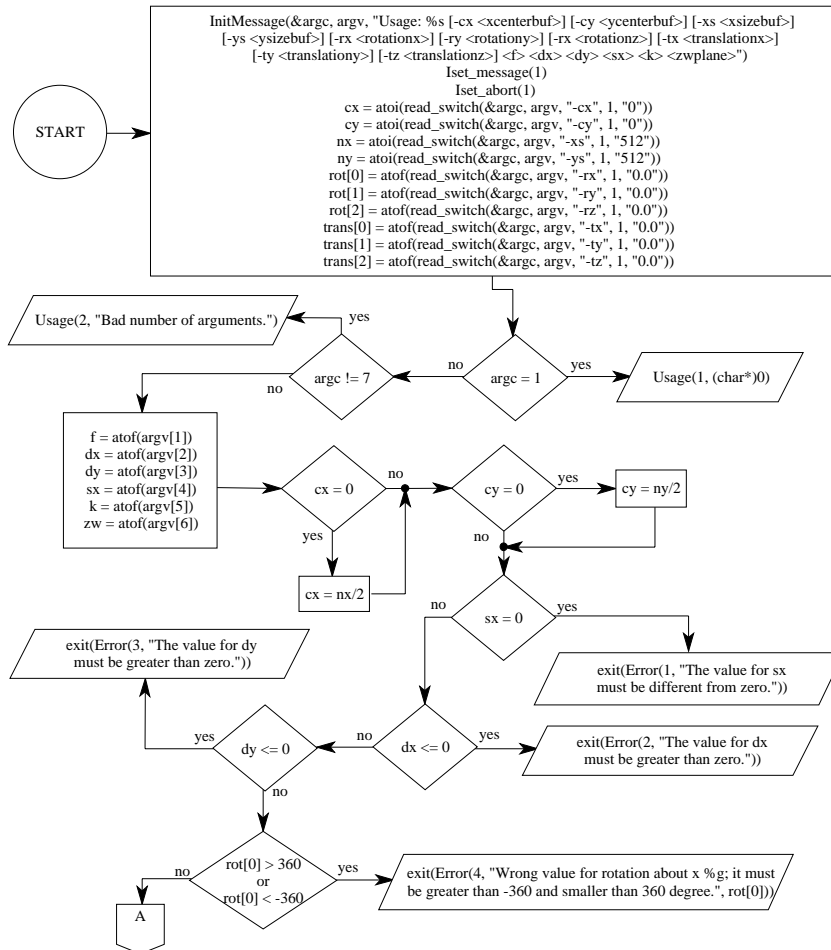 InitMessage(&argc, argv, "Usage: %s [-cx <xcenterbuf>] [-cy <ycenterbuf>] [-xs <xsizebuf>]
[-ys <ysizebuf>] [-rx <rotationx>] [-ry <rotationy>] [-rx <rotationz>] [-tx <translationx>]
[-ty <translationy>] [-tz <translationz>] <f> <dx> <dy> <sx> <k> <zwplane>")
Iset_message(1)
Iset_abort(1)
cx = atoi(read_switch(&argc, argv, "-cx", 1, "0"))
cy = atoi(read_switch(&argc, argv, "-cy", 1, "0"))
nx = atoi(read_switch(&argc, argv, "-xs", 1, "512"))
ny = atoi(read_switch(&argc, argv, "-ys", 1, "512"))
rot[0] = atof(read_switch(&argc, argv, "-rx", 1, "0.0"))
rot[1] = atof(read_switch(&argc, argv, "-ry", 1, "0.0"))
rot[2] = atof(read_switch(&argc, argv, "-rz", 1, "0.0"))
trans[0] = atof(read_switch(&argc, argv, "-tx", 1, "0.0"))
trans[1] = atof(read_switch(&argc, argv, "-ty", 1, "0.0"))
trans[2] = atof(read_switch(&argc, argv, "-tz", 1, "0.0"))
START
Usage(2, "Bad number of arguments.")
yes
argc != 7
no
no
argc = 1
yes
Usage(1, (char*)0)
f = atof(argv[1])
dx = atof(argv[2])
dy = atof(argv[3])
sx = atof(argv[4])
k = atof(argv[5])
zw = atof(argv[6])
cx = 0
no
yes
cx = nx/2
cy = 0
yes
cy = ny/2
no
sx = 0
no
yes
exit(Error(3, "The value for dy
must be greater than zero."))
exit(Error(1, "The value for sx
must be different from zero."))
yes
dy <= 0
no
dx <= 0
yes
exit(Error(2, "The value for dx
must be greater than zero."))
no
no
rot[0] > 360
or
rot[0] < -360
yes
exit(Error(4, "Wrong value for rotation about x %g; it must
be greater than -360 and smaller than 360 degree.", rot[0]))
A